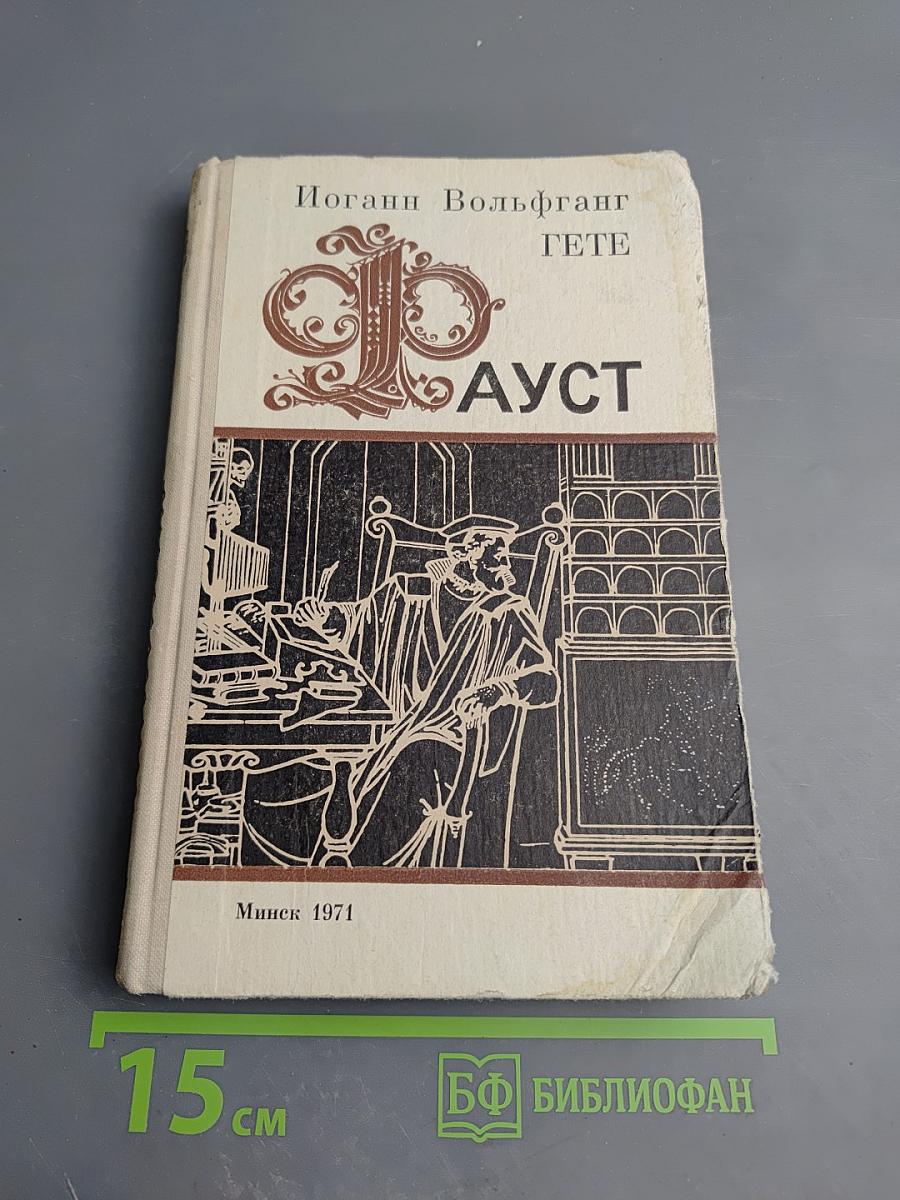 Иоганн Вольфганг
ГЕТЕ
ФАУСТ
Минск 1971
15 см
БФ БИБЛИОФАН